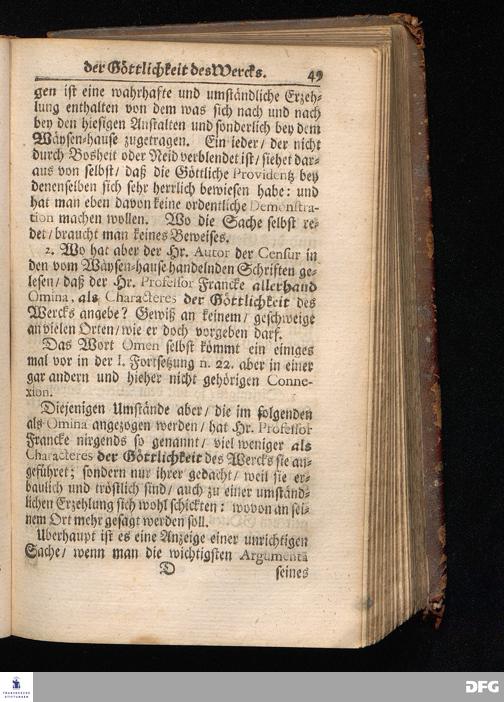 der Göttlichkeit des Wercks. 49
gen ist eine wahrhafte und umständliche Erzeh-
lung enthalten von dem was sich nach und nach
bey den hiesigen Anstalten und sonderlich bey dem
Wäysen-hause zugetragen. Ein ieder/ der nicht
durch Bosheit oder Neid verblendet ist/ siehet dar-
aus von selbst/ daß die Göttliche Providentz bey
denenselben sich sehr herrlich bewiesen habe: und
hat man eben davon keine ordentliche Demonstra-
tion machen wollen. Wo die Sache selbst re-
det/ braucht man keines Beweises.
2. Wo hat aber der Hr. Autor der Censur in
den vom Wäysen-hause handelnden Schriften ge-
lesen/ daß der Hr. Professor Francke allerhand
Omina, als Characteres der Göttlichkeit des
Wercks angebe? Gewiß an keinem/ geschweige
an vielen Orten/ wie er doch vorgeben darf.
Das Wort Omen selbst kömmt ein einiges
mal vor in der I. Fortsetzung n. 22. aber in einer
gar andern und hieher nicht gehörigen Conne-
xion.
Diejenigen Umstände aber/ die im folgenden
als Omina angezogen werden/ hat Hr. Professor
Francke nirgends so genannt/ viel weniger als
Characteres der Göttlichkeit des Wercks sie an-
geführet; sondern nur ihrer gedacht/ weil sie er-
baulich und tröstlich sind/ auch zu einer umständ-
lichen Erzehlung sich wohl schickten: wovon an sei-
nem Ort mehr gesagt werden soll.
Uberhaupt ist es eine Anzeige einer unrichtigen
Sache/ wenn man die wichtigsten Argumenta
D seines
FRANCKESCHE
STIFTUNGEN
DFG